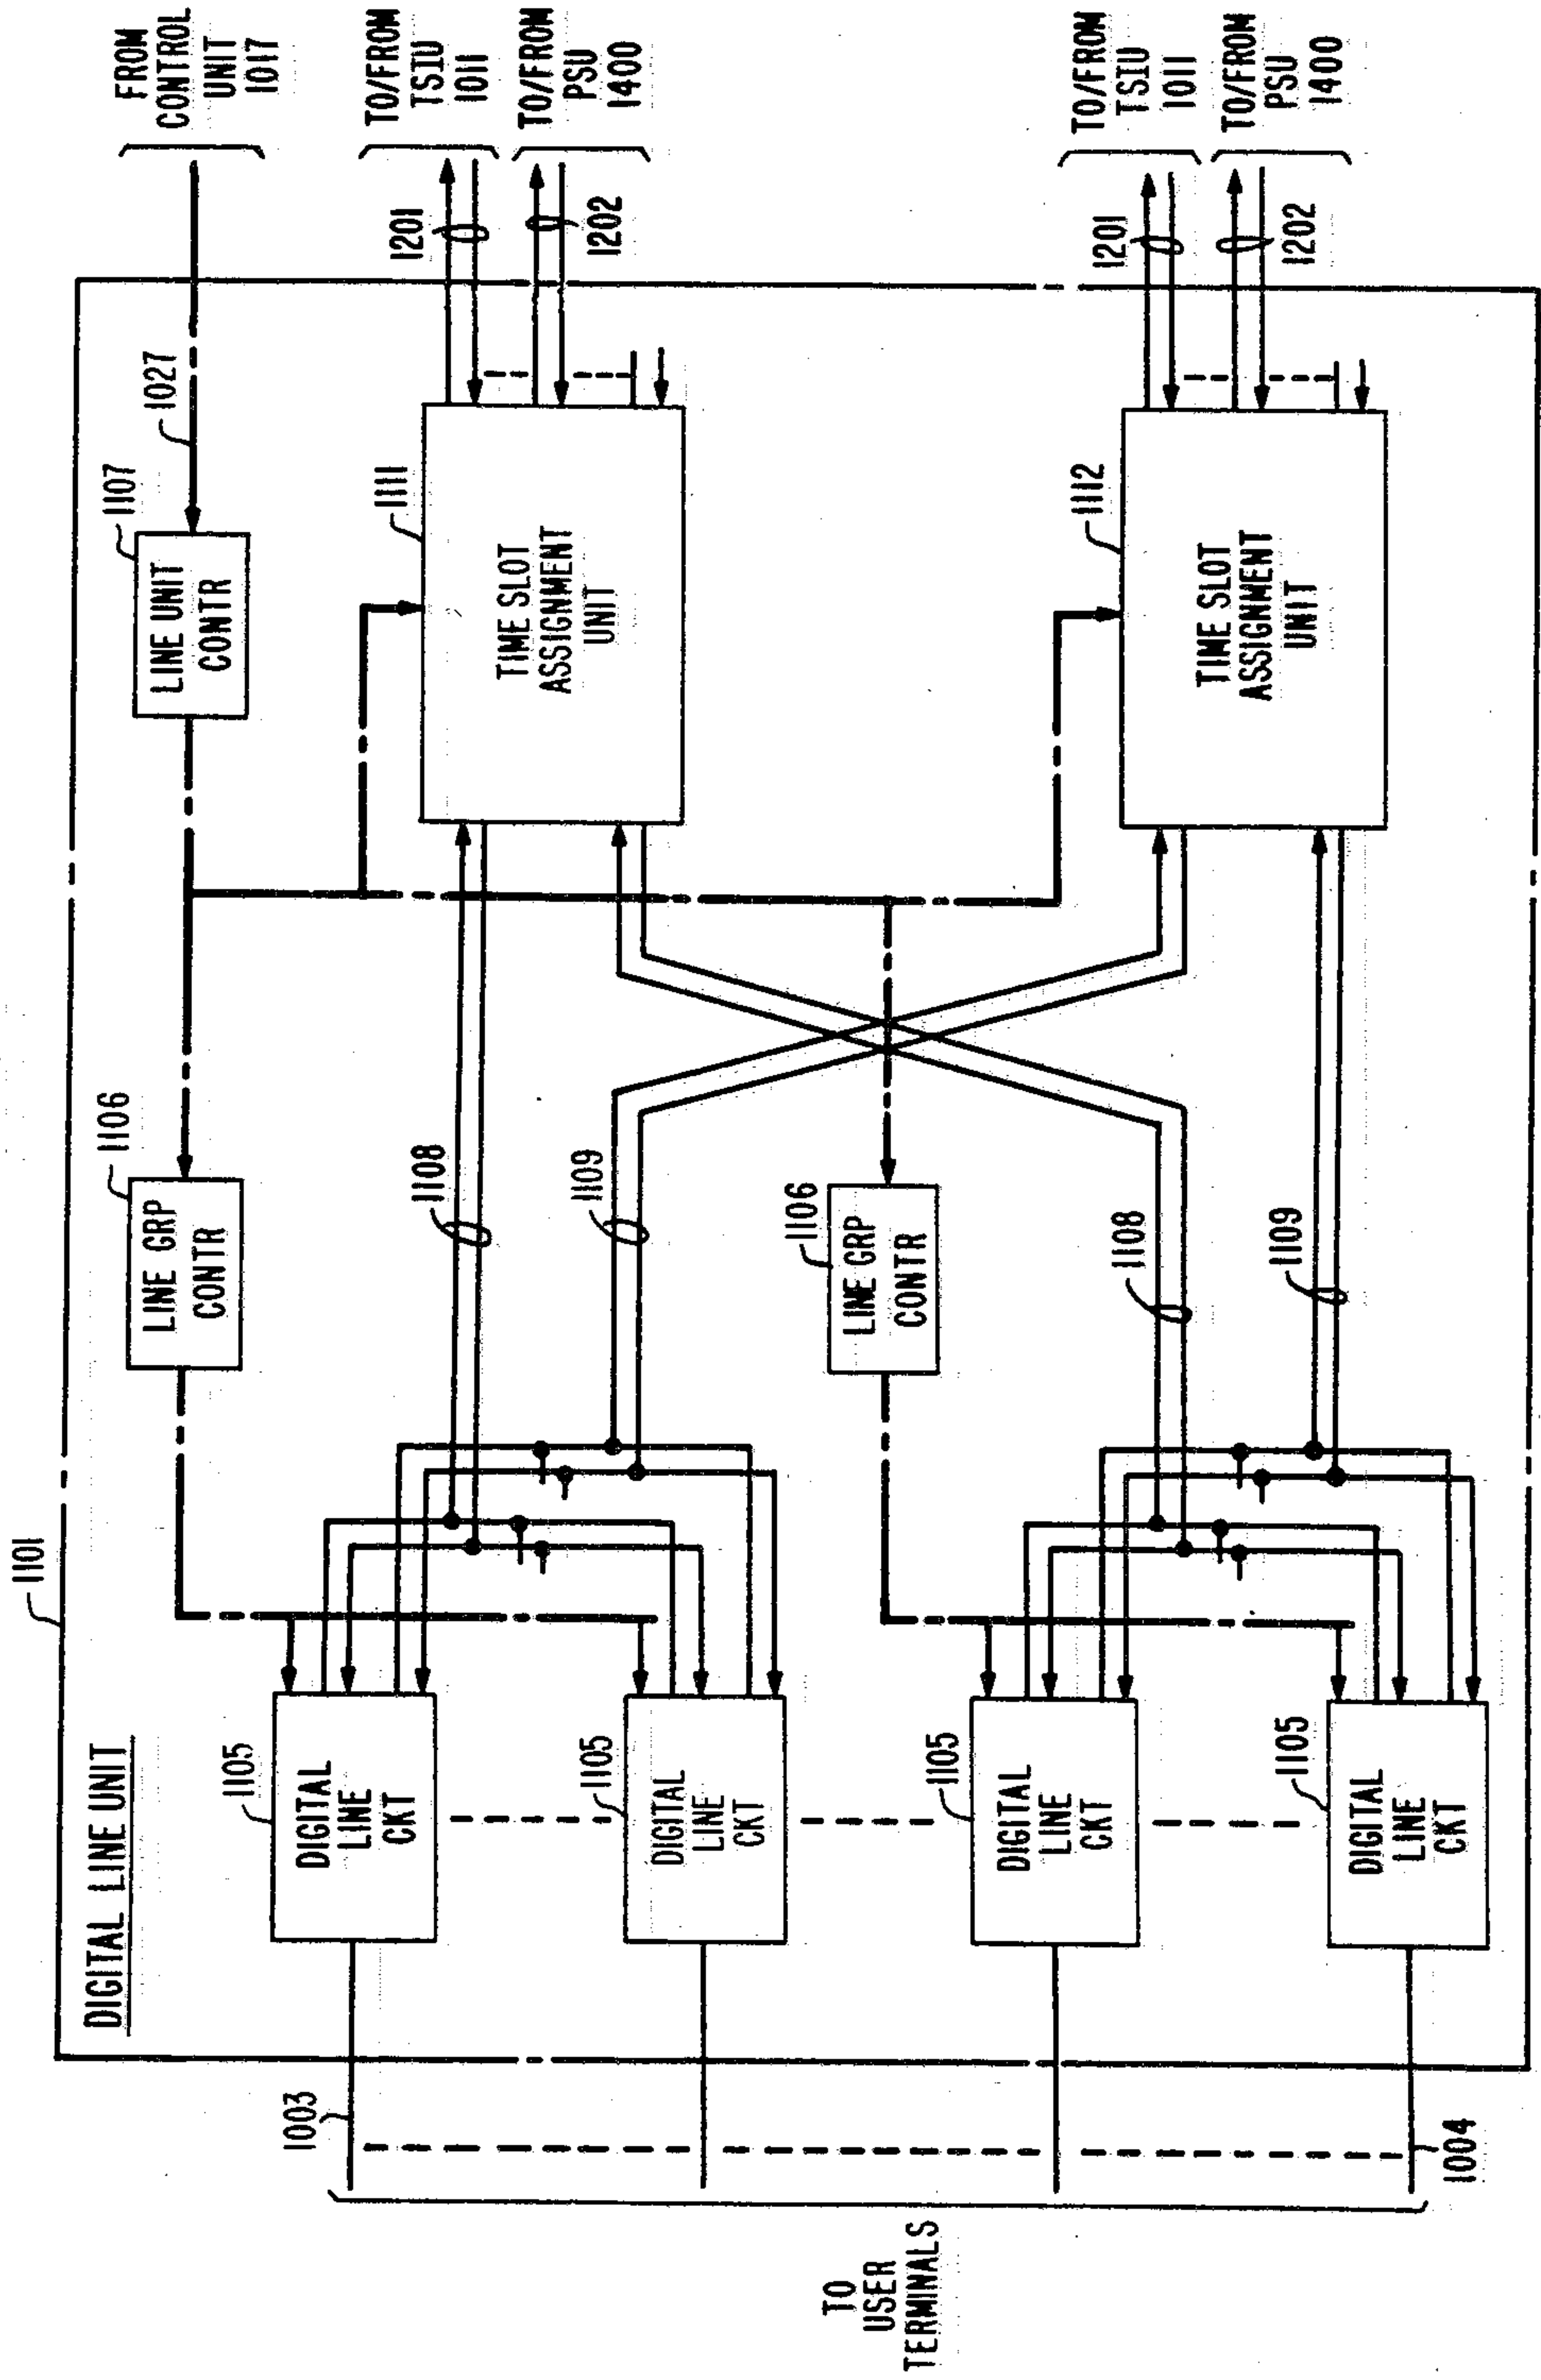 1101
DIGITAL LINE UNIT
1106
LINE GRP
CONTR
1107
LINE UNIT
CONTR
1027
FROM
CONTROL
UNIT
1017
1003
1105
DIGITAL
LINE
CKT
1108
1111
TIME SLOT
ASSIGNMENT
UNIT
1201
TO/FROM
TSIU
1011
1202
TO/FROM
PSU
1400
1109
1105
DIGITAL
LINE
CKT
TO
USER
TERMINALS
1106
LINE GRP
CONTR
1105
DIGITAL
LINE
CKT
1108
1112
TIME SLOT
ASSIGNMENT
UNIT
1201
TO/FROM
TSIU
1011
1202
TO/FROM
PSU
1400
1109
1105
DIGITAL
LINE
CKT
1004